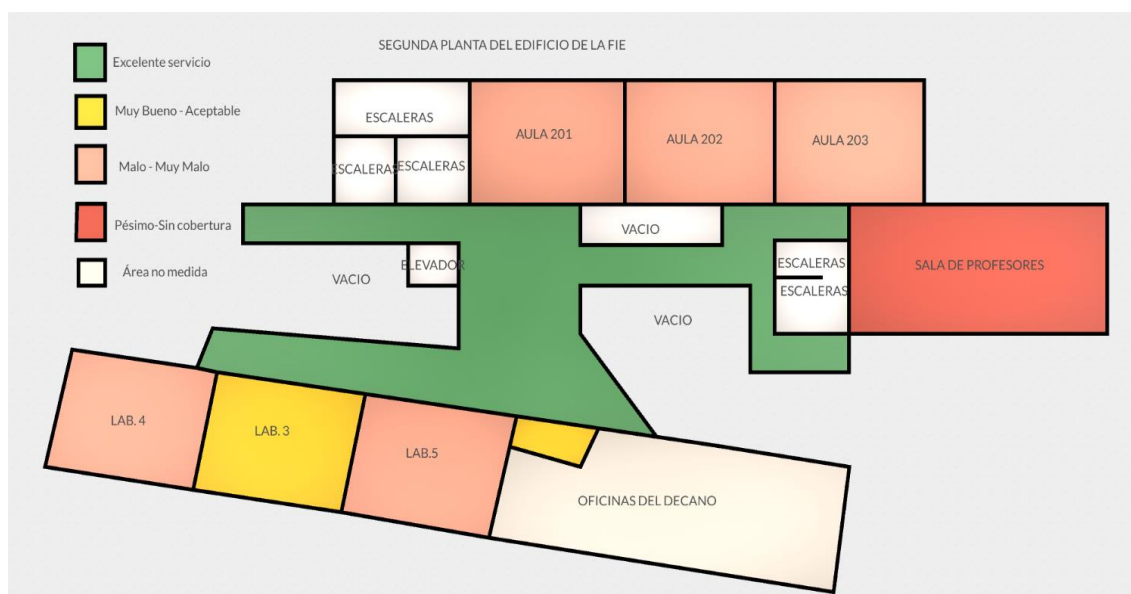 SEGUNDA PLANTA DEL EDIFICIO DE LA FIE
Excelente servicio
Muy Bueno - Aceptable
Malo - Muy Malo
Pésimo-Sin cobertura
Área no medida
ESCALERAS
AULA 201
AULA 202
AULA 203
ESCALERAS
ESCALERAS
VACIO
ELEVADOR
VACIO
ESCALERAS
SALA DE PROFESORES
ESCALERAS
VACIO
LAB. 4
LAB. 3
LAB.5
OFICINAS DEL DECANO